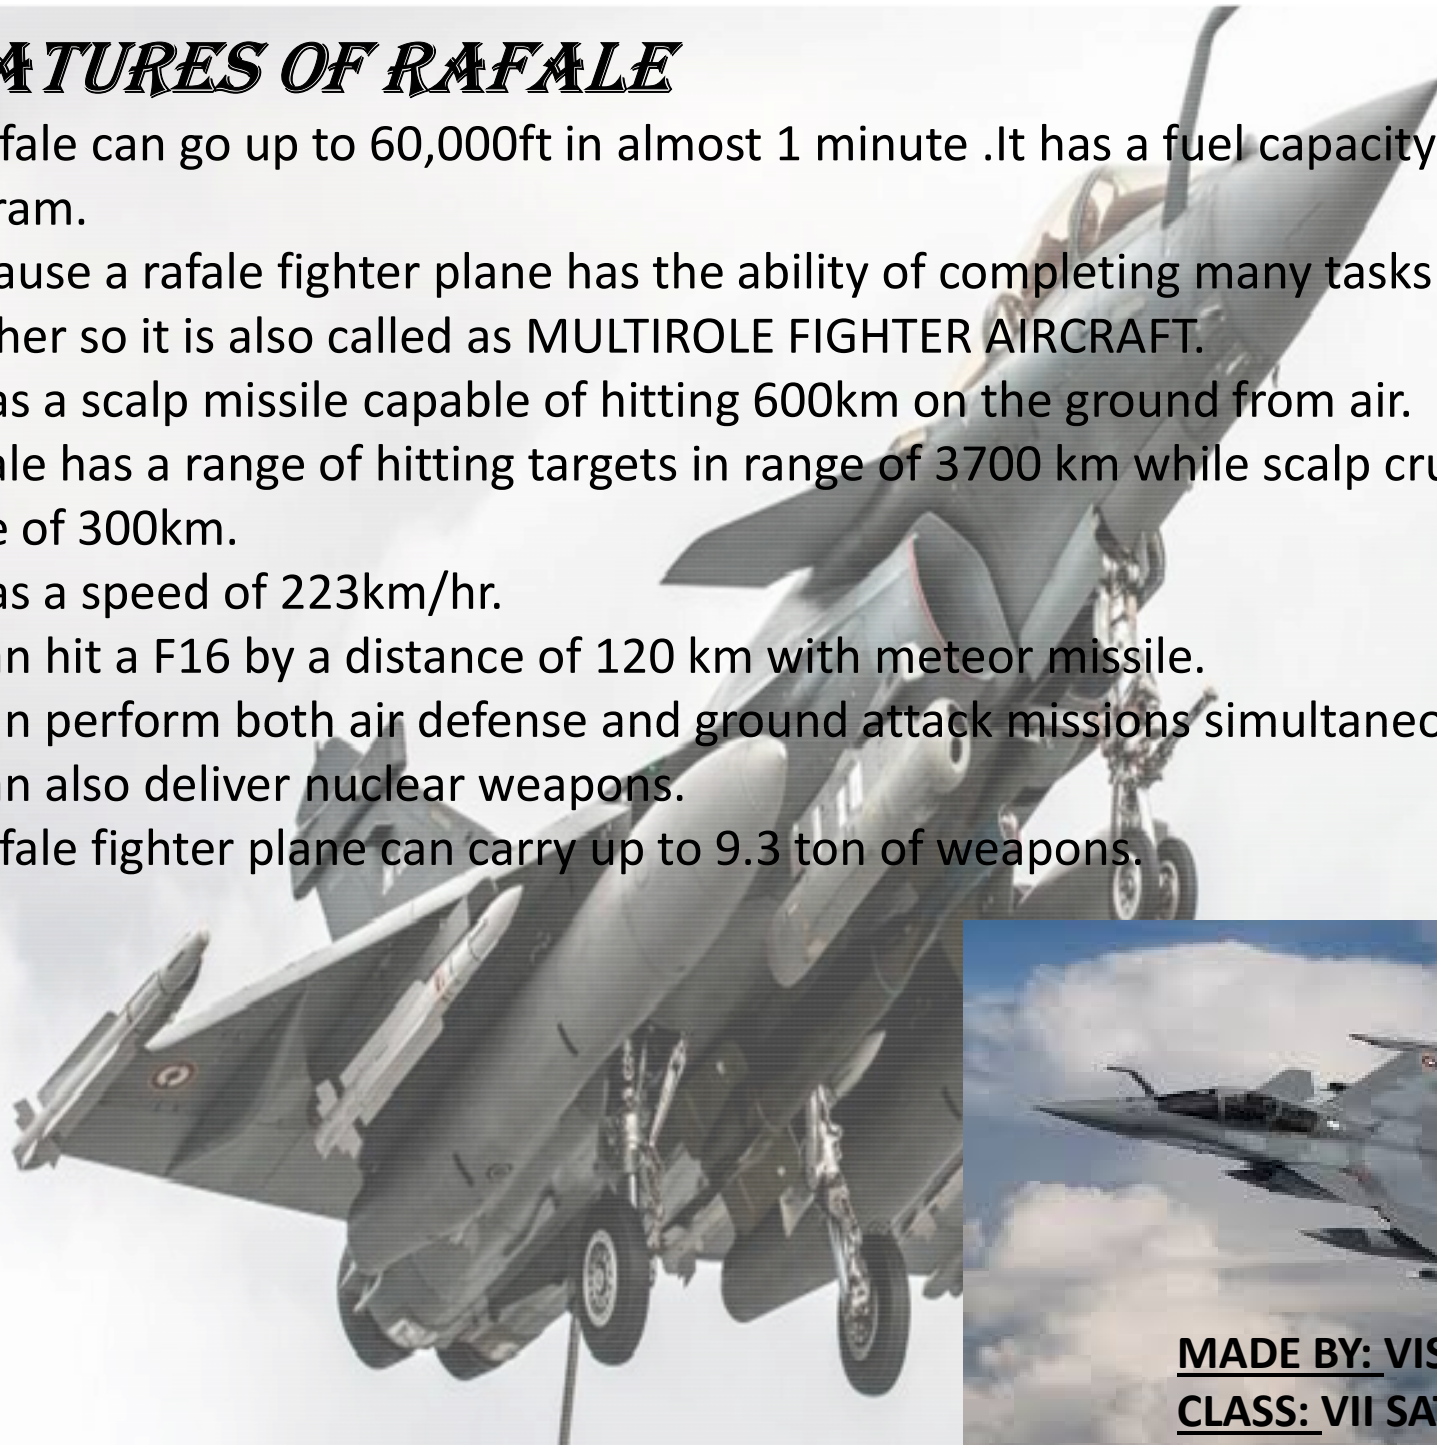 ATURES OF RAFALE
fale can go up to 60,000ft in almost 1 minute .It has a fuel capacity
ram.
ause a rafale fighter plane has the ability of completing many tasks
her so it is also called as MULTIROLE FIGHTER AIRCRAFT.
as a scalp missile capable of hitting 600km on the ground from air.
ale has a range of hitting targets in range of 3700 km while scalp cru
e of 300km.
as a speed of 223km/hr.
an hit a F16 by a distance of 120 km with meteor missile.
an perform both air defense and ground attack missions simultaneo
an also deliver nuclear weapons.
fale fighter plane can carry up to 9.3 ton of weapons.
MADE BY: VIS
CLASS: VII SAT